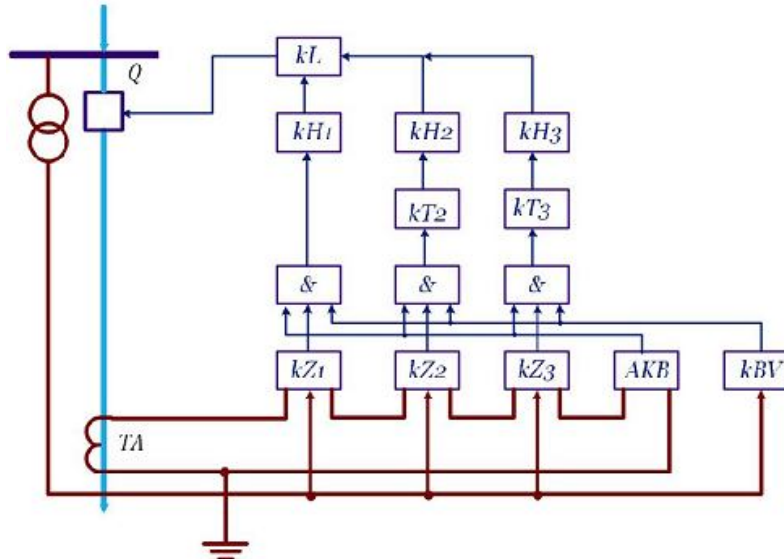 kL
Q
kH1 kH2 kH3
kT2 kT3
& & &
kZ1 kZ2 kZ3 AKB kBV
TA